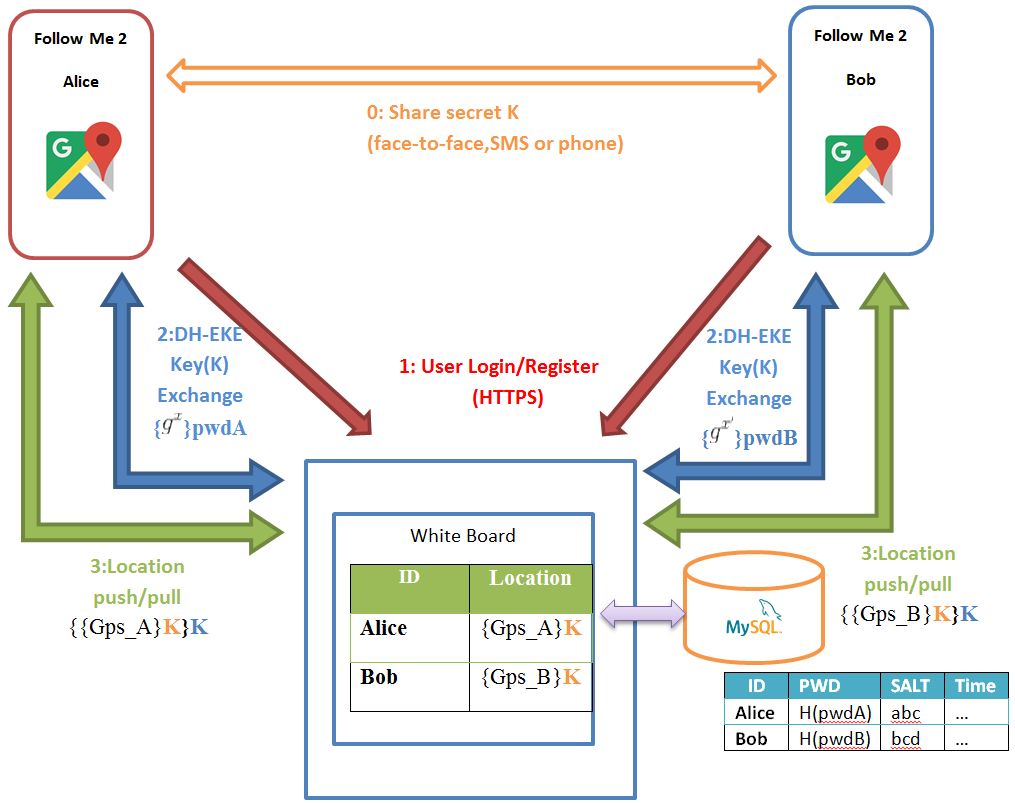 Follow Me 2
Alice
G
Follow Me 2
Bob
G
0: Share secret K
(face-to-face,SMS or phone)
2:DH-EKE
Key(K)
Exchange
{g^x}pwdA
1: User Login/Register
(HTTPS)
2:DH-EKE
Key(K)
Exchange
{g^x'}pwdB
3:Location
push/pull
{{Gps_A}K}K
3:Location
push/pull
{{Gps_B}K}K
White Board
ID Location
Alice {Gps_A}K
Bob {Gps_B}K
MySQL.
ID PWD SALT Time
Alice H(pwdA) abc ...
Bob H(pwdB) bcd ...